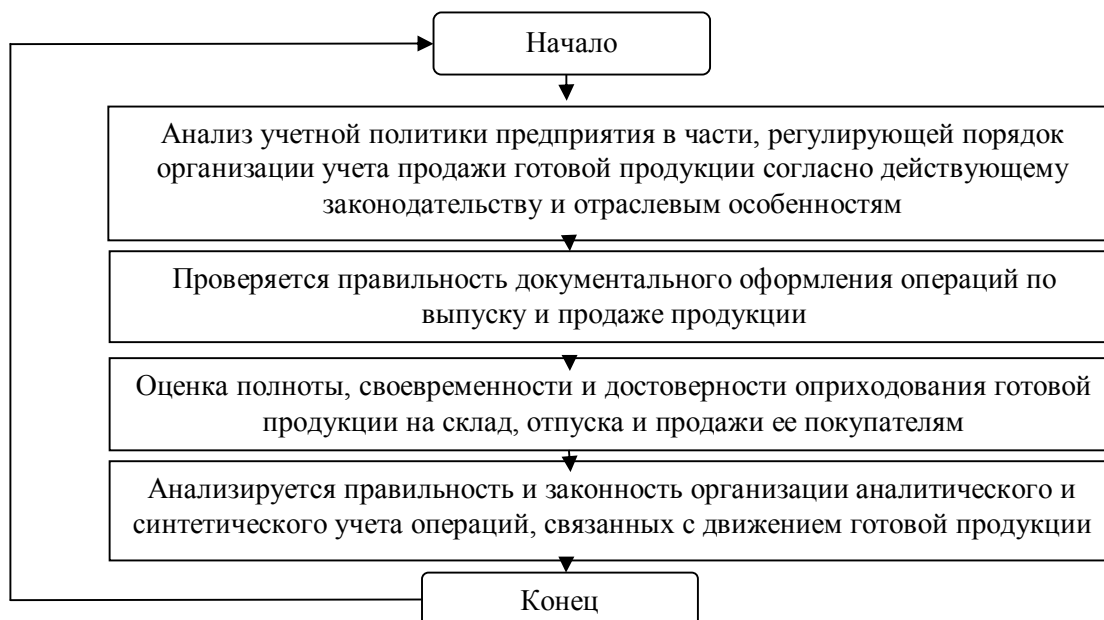 Начало
Анализ учетной политики предприятия в части, регулирующей порядок
организации учета продажи готовой продукции согласно действующему
законодательству и отраслевым особенностям
Проверяется правильность документального оформления операций по
выпуску и продаже продукции
Оценка полноты, своевременности и достоверности оприходования готовой
продукции на склад, отпуска и продажи ее покупателям
Анализируется правильность и законность организации аналитического и
синтетического учета операций, связанных с движением готовой продукции
Конец